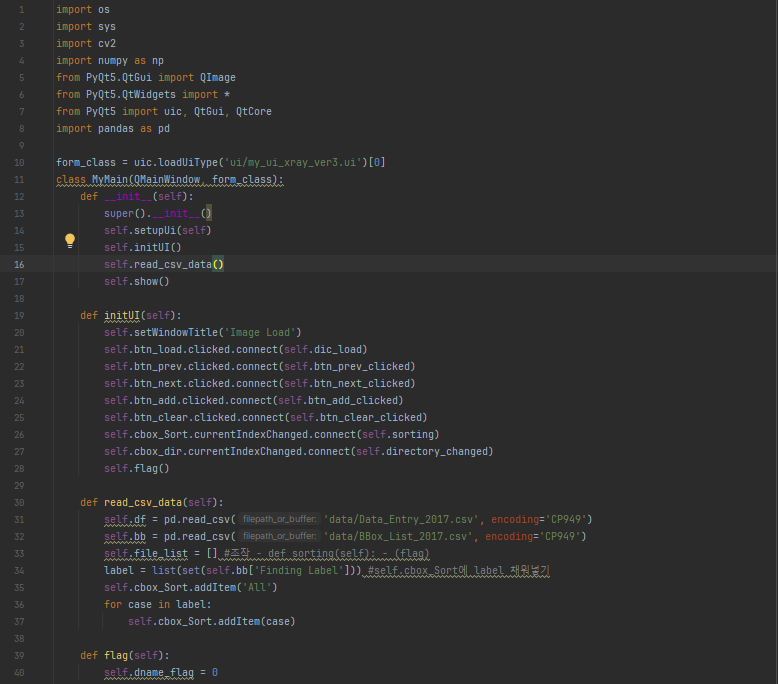 1 import os
2 import sys
3 import cv2
4 import numpy as np
5 from PyQt5.QtGui import QImage
6 from PyQt5.QtWidgets import *
7 from PyQt5 import uic, QtGui, QtCore
8 import pandas as pd
9
10 form_class = uic.loadUiType('ui/my_ui_xray_ver3.ui')[0]
11 class MyMain(QMainWindow, form_class):
12     def __init__(self):
13         super().__init__()
14         self.setupUi(self)
15         self.initUI()
16         self.read_csv_data()
17         self.show()
18
19     def initUI(self):
20         self.setWindowTitle('Image Load')
21         self.btn_load.clicked.connect(self.dic_load)
22         self.btn_prev.clicked.connect(self.btn_prev_clicked)
23         self.btn_next.clicked.connect(self.btn_next_clicked)
24         self.btn_add.clicked.connect(self.btn_add_clicked)
25         self.btn_clear.clicked.connect(self.btn_clear_clicked)
26         self.cbox_Sort.currentIndexChanged.connect(self.sorting)
27         self.cbox_dir.currentIndexChanged.connect(self.directory_changed)
28         self.flag()
29
30     def read_csv_data(self):
31         self.df = pd.read_csv( filepath_or_buffer: 'data/Data_Entry_2017.csv', encoding='CP949')
32         self.bb = pd.read_csv( filepath_or_buffer: 'data/BBox_List_2017.csv', encoding='CP949')
33         self.file_list = [] #조작 - def sorting(self): - (flag)
34         label = list(set(self.bb['Finding Label'])) #self.cbox_Sort에 label 채워넣기
35         self.cbox_Sort.addItem('All')
36         for case in label:
37             self.cbox_Sort.addItem(case)
38
39     def flag(self):
40         self.dname_flag = 0